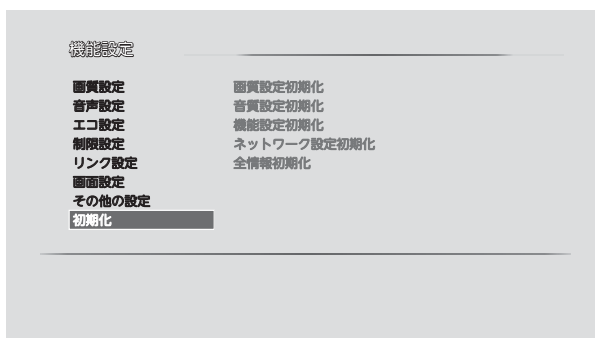 機能設定
画質設定
音声設定
エコ設定
制限設定
リンク設定
画面設定
その他の設定
初期化
画質設定初期化
音質設定初期化
機能設定初期化
ネットワーク設定初期化
全情報初期化